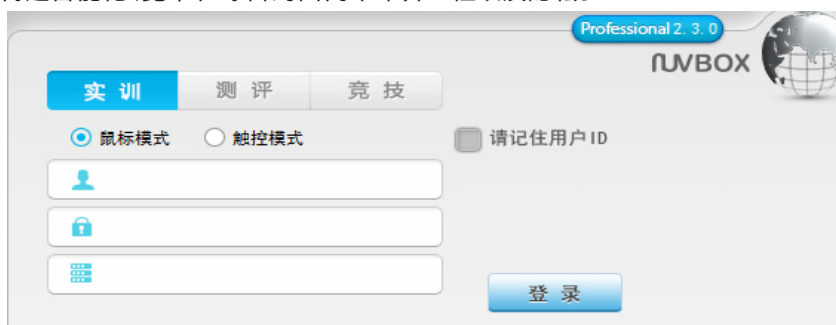 Professional 2. 3. 0
NVBOX
实训 测评 竞技
鼠标模式 触控模式 请记住用户ID
登录